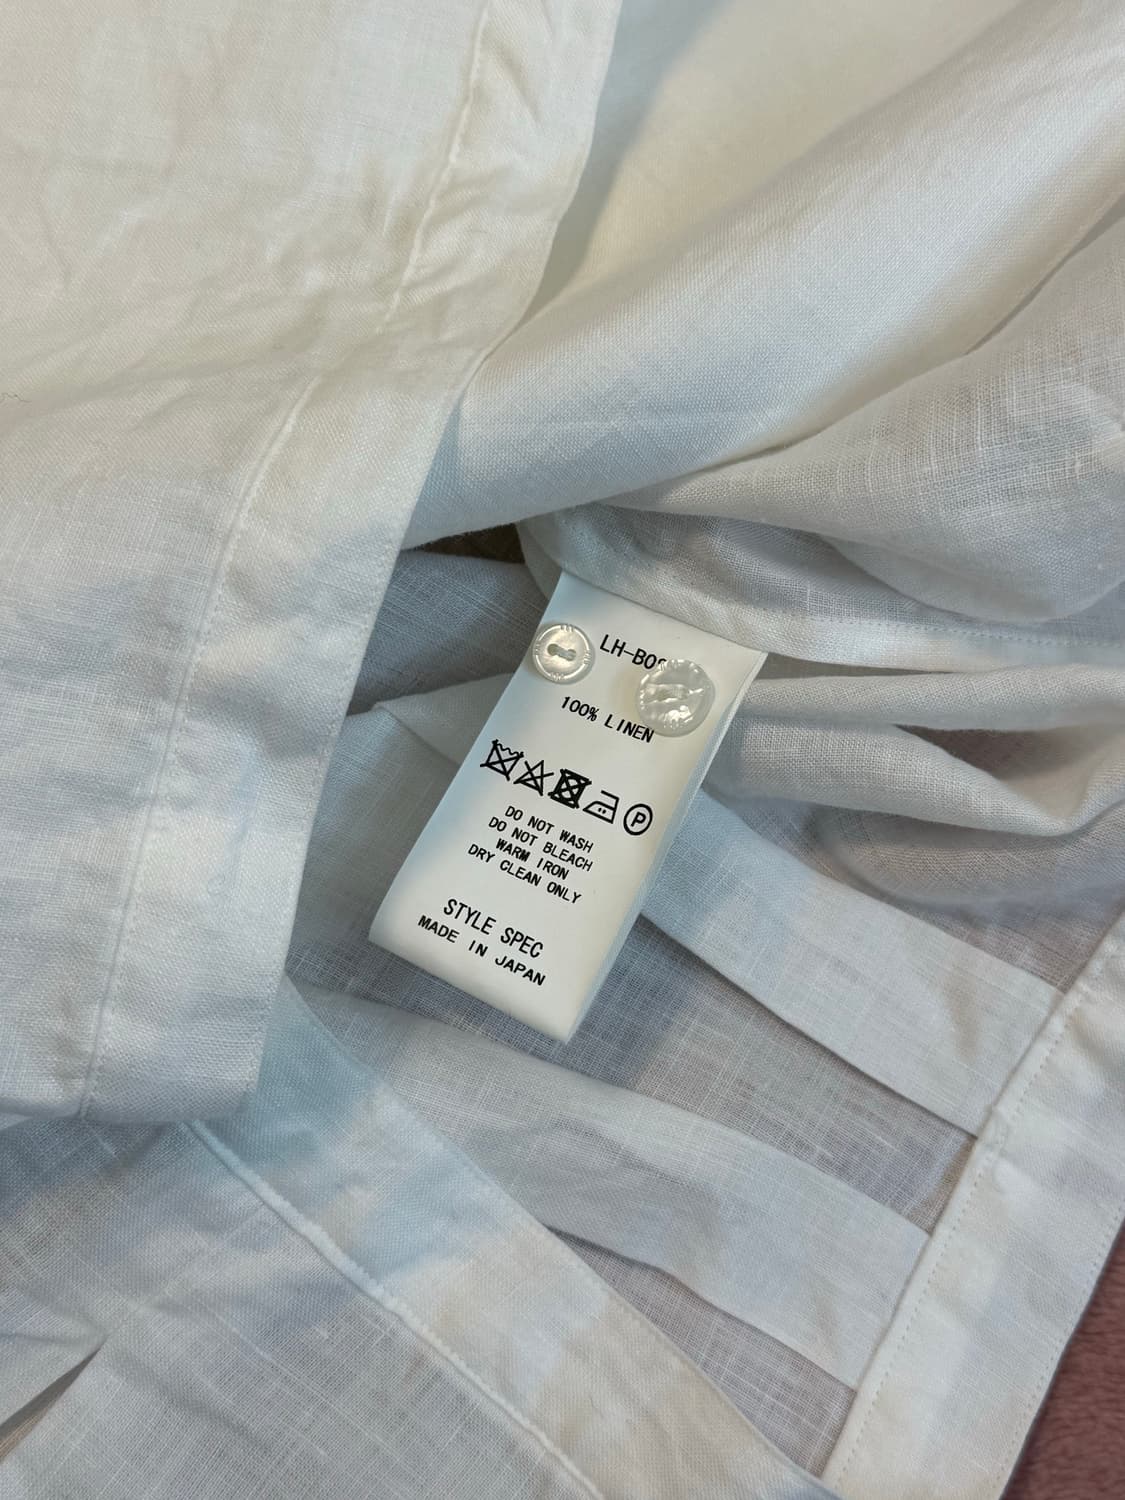 100% LINEN
P
DO NOT WASH
DO NOT BLEACH
WARM IRON
DRY CLEAN ONLY
STYLE SPEC
MADE IN JAPAN